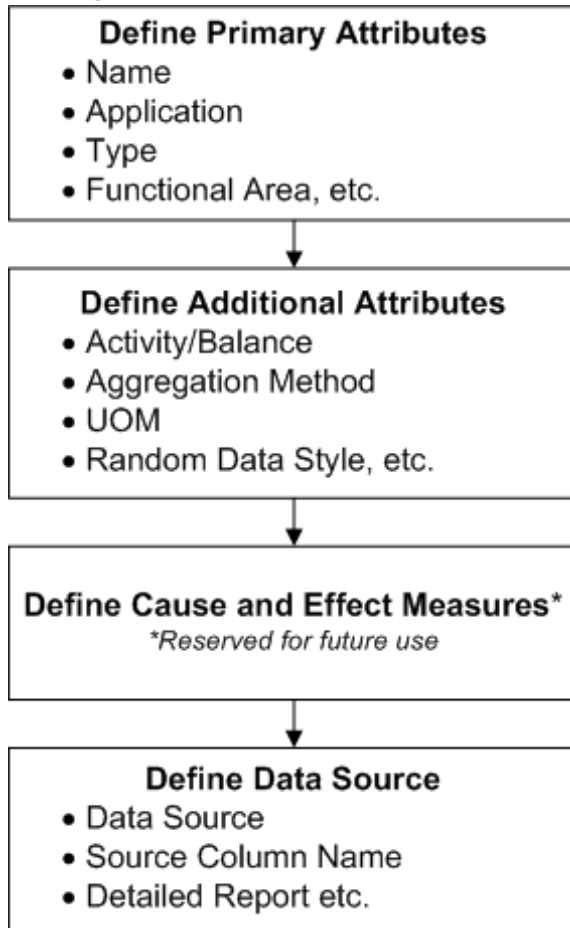 Define Primary Attributes
• Name
• Application
• Type
• Functional Area, etc.
Define Additional Attributes
• Activity/Balance
• Aggregation Method
• UOM
• Random Data Style, etc.
Define Cause and Effect Measures*
*Reserved for future use
Define Data Source
• Data Source
• Source Column Name
• Detailed Report etc.